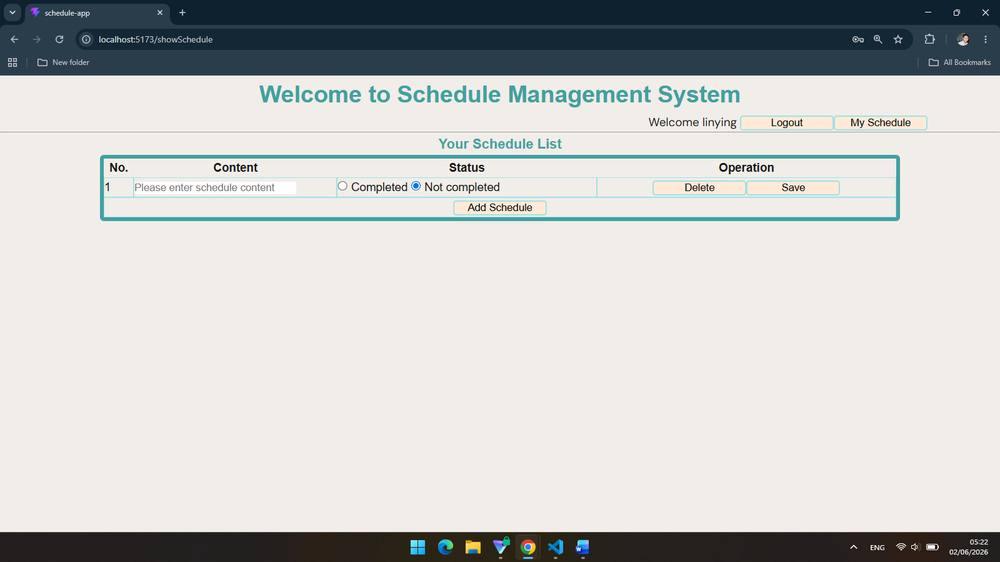 schedule-app
localhost:5173/showSchedule
New folder
All Bookmarks
Welcome to Schedule Management System
Welcome linying Logout My Schedule
Your Schedule List
No. Content Status Operation
1 Please enter schedule content Completed Not completed Delete Save
Add Schedule
ENG
05:22
02/06/2026